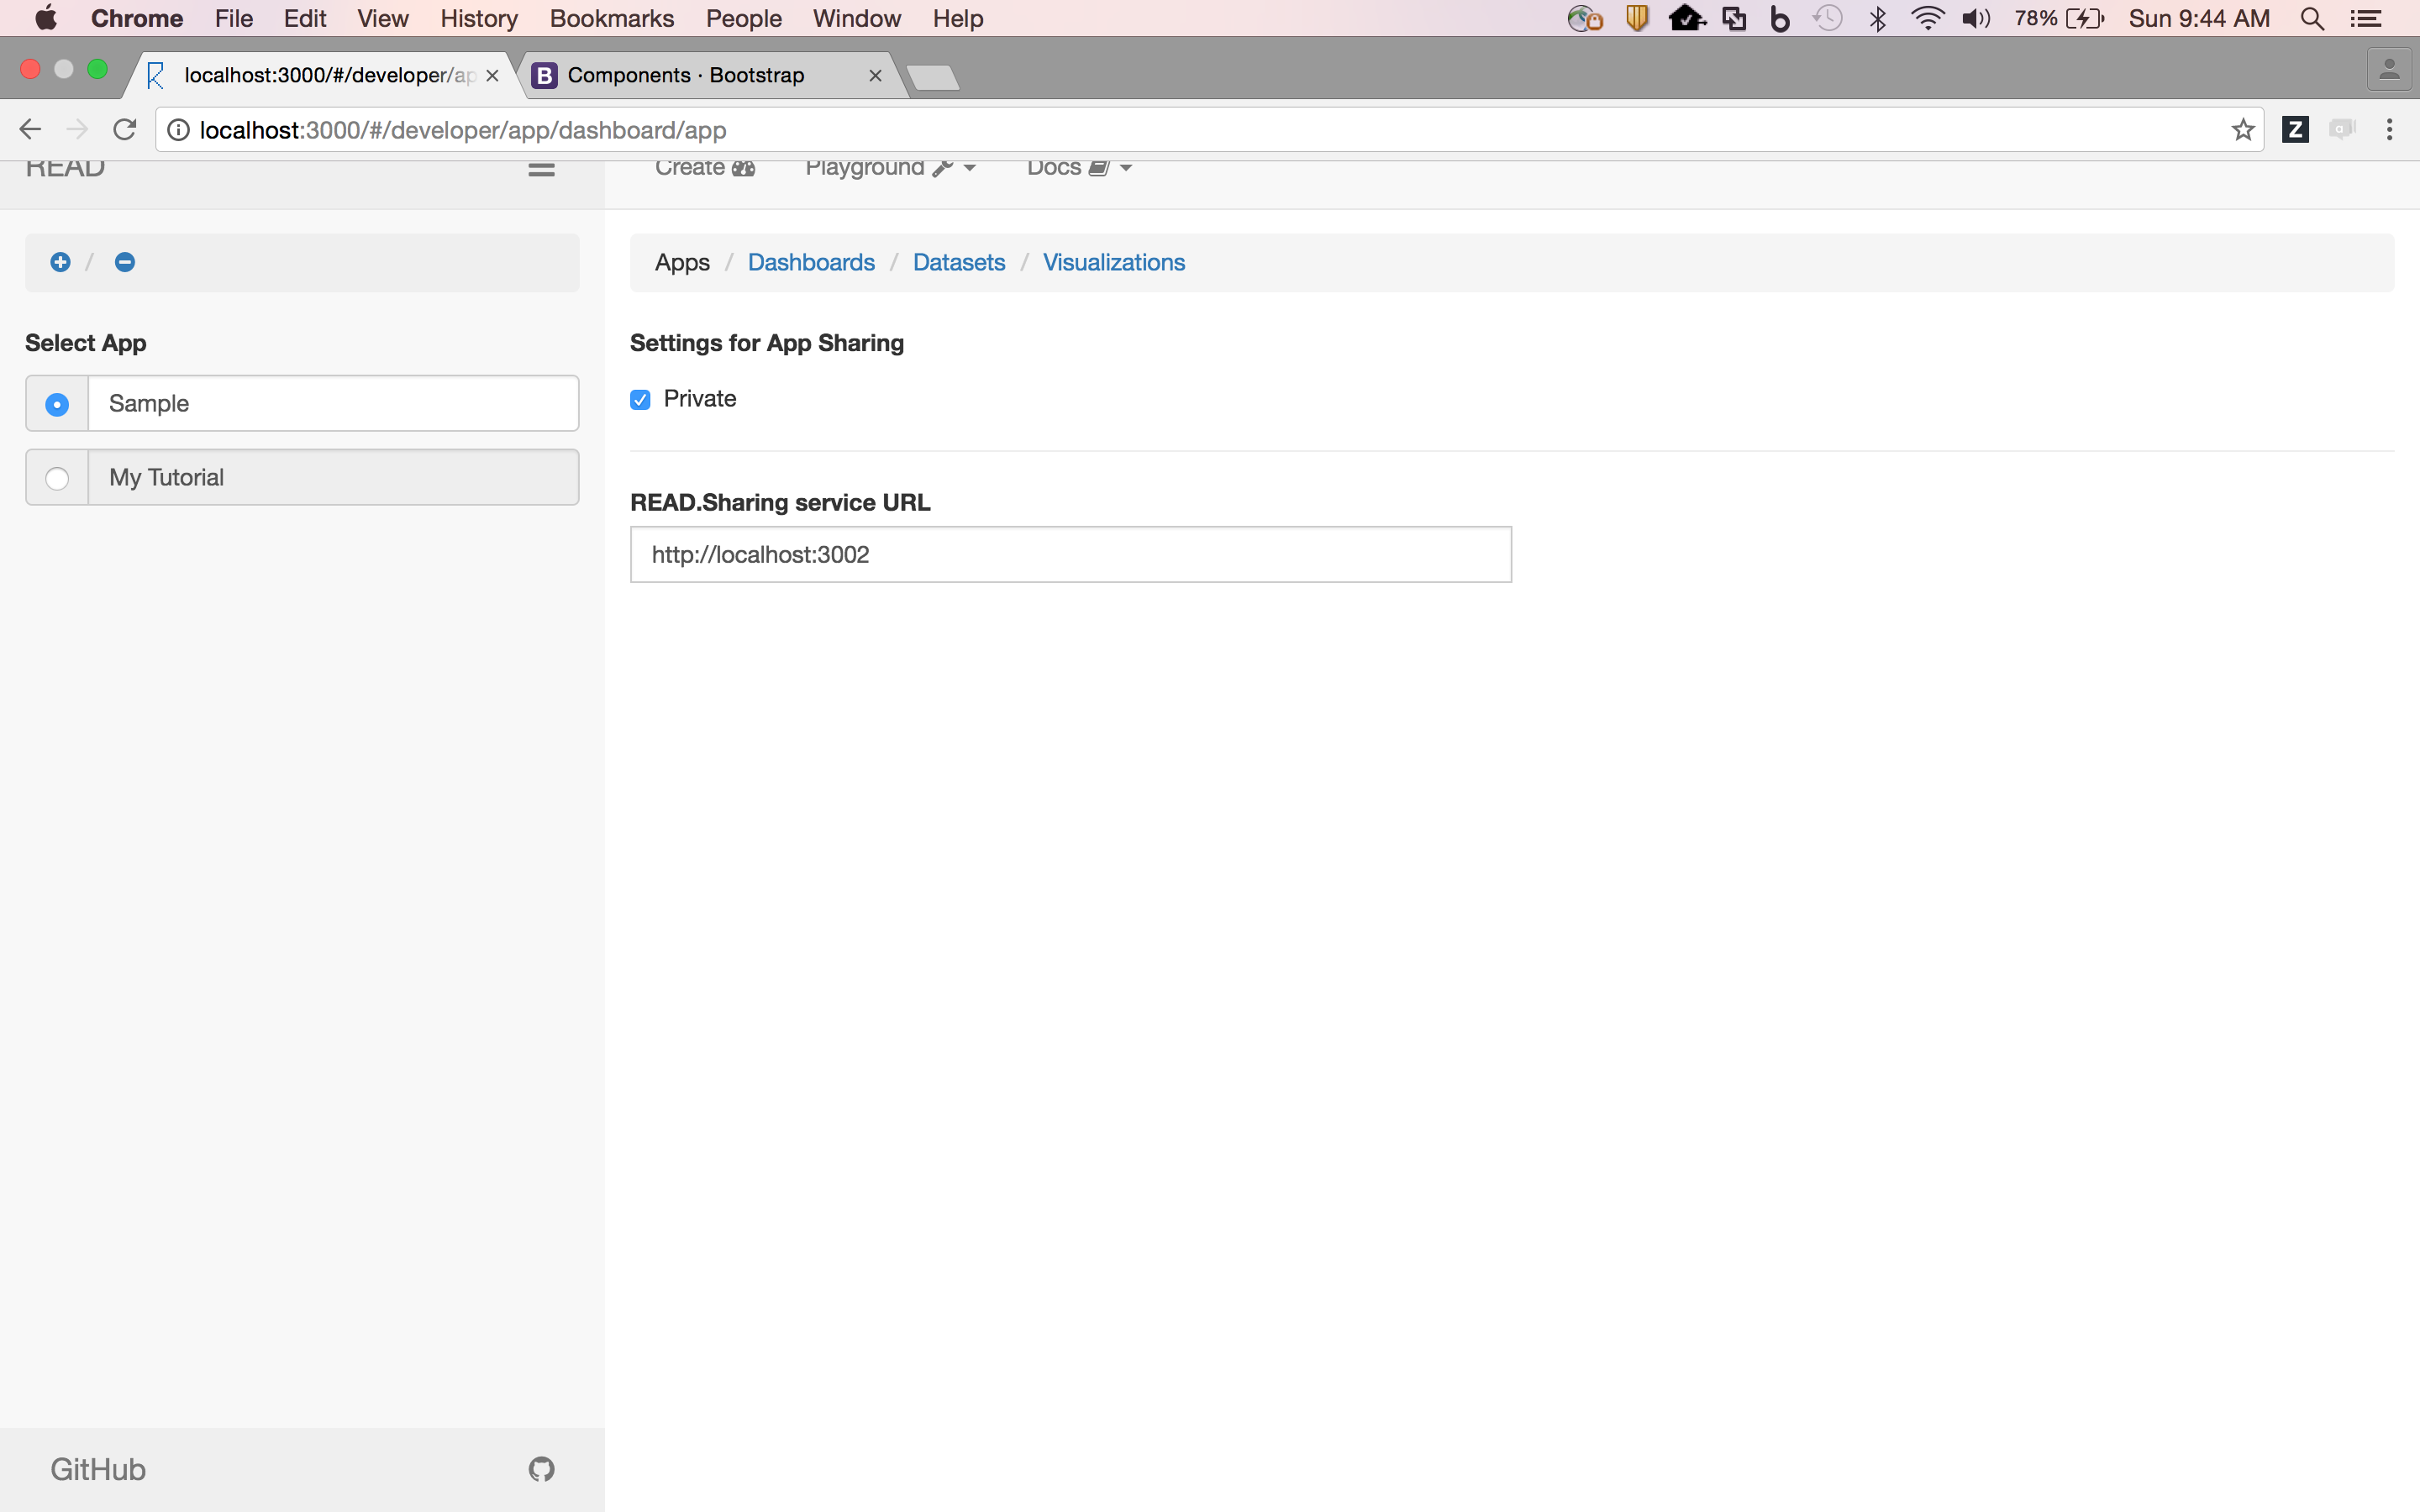 Chrome File Edit View History Bookmarks People Window Help 78% Sun 9:44 AM
localhost:3000/#/developer/ap Components · Bootstrap
localhost:3000/#/developer/app/dashboard/app
READ Create Playground Docs
Apps / Dashboards / Datasets / Visualizations
Select App
Sample
My Tutorial
Settings for App Sharing
Private
READ.Sharing service URL
http://localhost:3002
GitHub